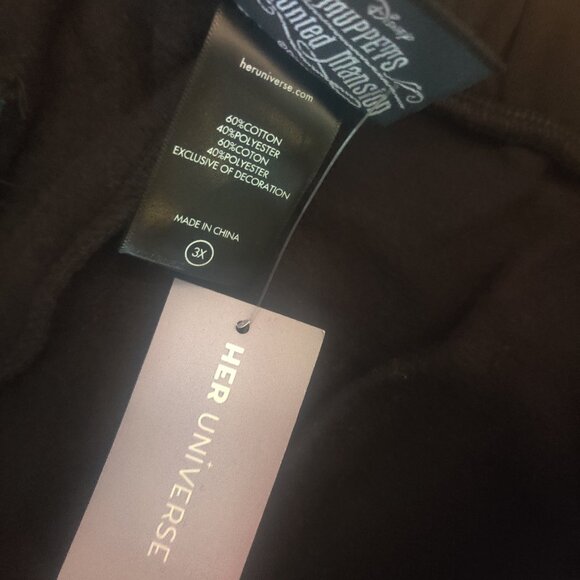 Disney
MUPPETS
unted Mansion
heruniverse.com
60%COTTON
40%POLYESTER
60%COTON
40%POLYESTER
EXCLUSIVE OF DECORATION
MADE IN CHINA
3X
HER UNIVERSE